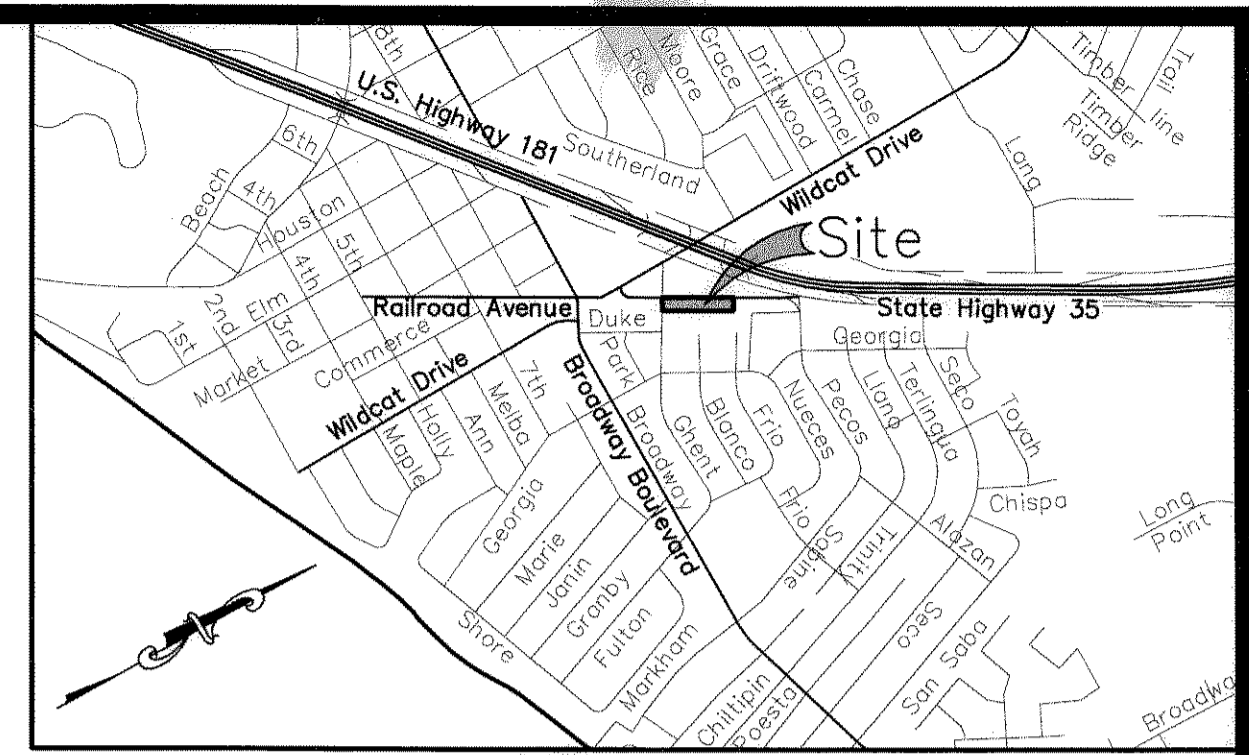 8th
Rice
Moore
Grace
Driftwood
Carmel
Chase
Timber line
Trail
Timber
Ridge
U.S. Highway 181
Southerland
Wildcat Drive
Lang
6th
4th
Beach
Houston
5th
4th
3rd
Elm
2nd
1st
Market
Site
Railroad Avenue
Duke
State Highway 35
Commerce
Georgia
Wildcat Drive
7th
Melba
Ann
Holly
Maple
Park
Broadway
Broadway Boulevard
Ghent
Blanco
Frio
Nueces
Pecos
Llano
Terlingua
Seco
Toyah
Chispa
Long
Point
Georgia
Marie
Janin
Granby
Fulton
Markham
Shore
Frio
Sabine
Trinity
Alazan
Seco
San Saba
Chiltipin
Poesta
Broadwa